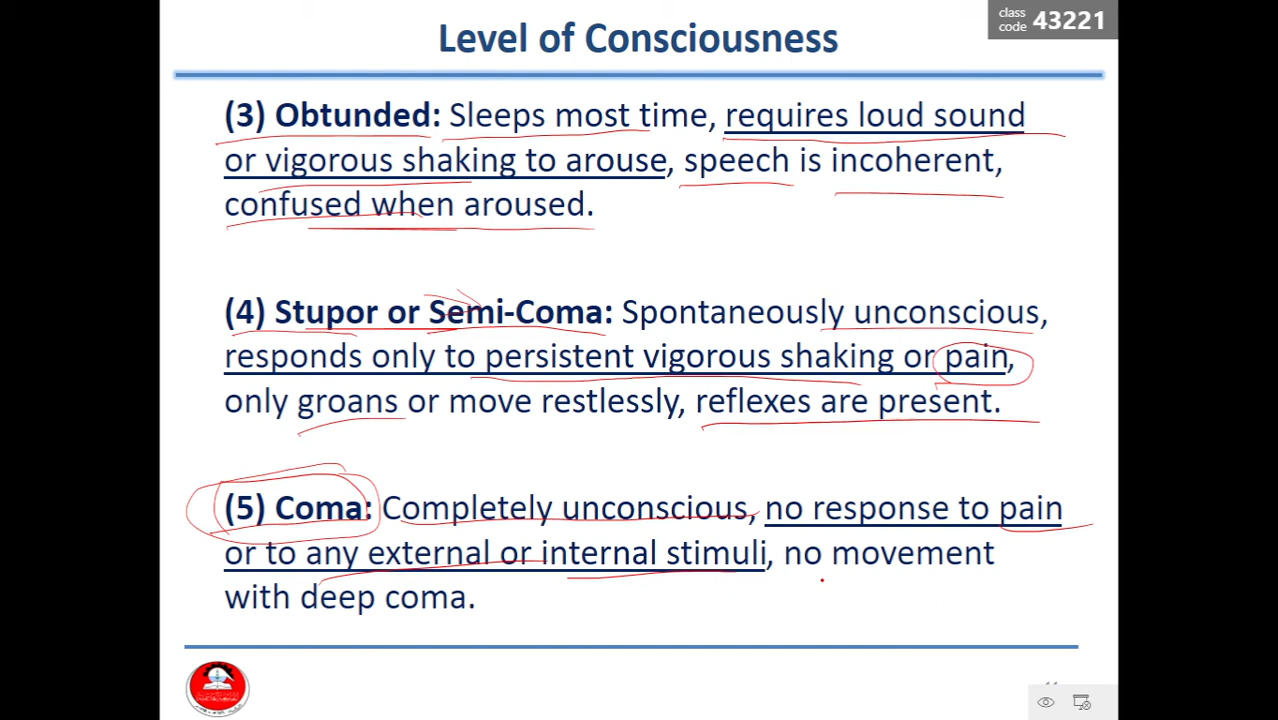 class
code 43221
Level of Consciousness
(3) Obtunded: Sleeps most time, requires loud sound
or vigorous shaking to arouse, speech is incoherent,
confused when aroused.
(4) Stupor or Semi-Coma: Spontaneously unconscious,
responds only to persistent vigorous shaking or pain,
only groans or move restlessly, reflexes are present.
(5) Coma: Completely unconscious, no response to pain
or to any external or internal stimuli, no movement
with deep coma.